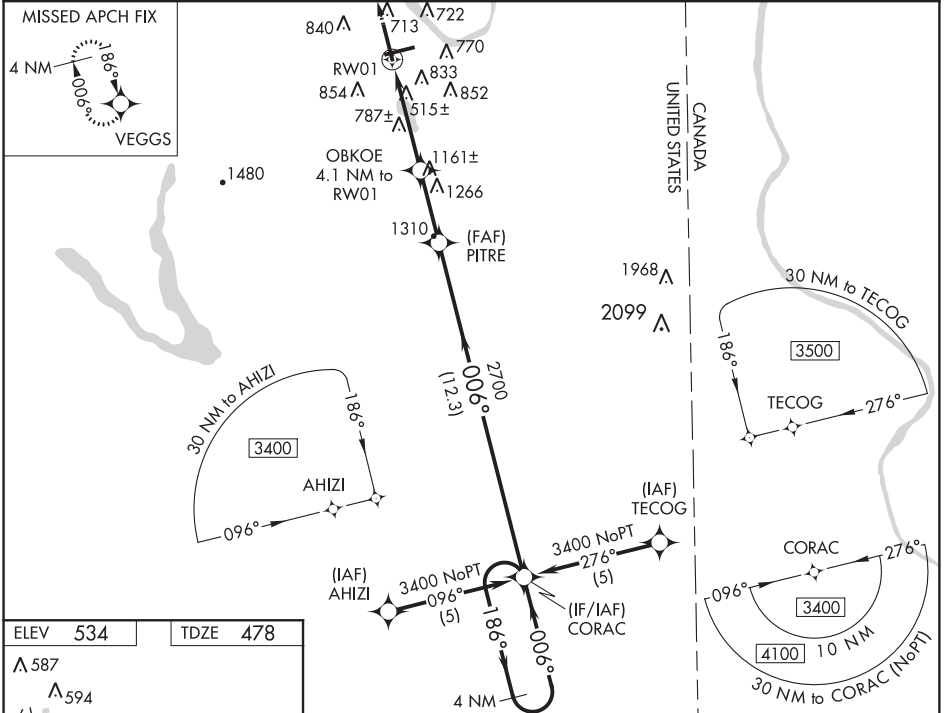 MISSED APCH FIX
4 NM
186°
006°
VEGGS
840
713
722
770
RW01
833
854
852
515±
787±
OBKOE
4.1 NM to
RW01
1161±
1266
1480
1310
(FAF)
PITRE
CANADA
UNITED STATES
1968
2099
30 NM to TECOG
186°
3500
TECOG
276°
2700
006°
(12.3)
30 NM to AHIZI
186°
3400
AHIZI
096°
(IAF)
TECOG
3400 NoPT
276°
(5)
(IAF)
AHIZI
3400 NoPT
096°
(5)
(IF/IAF)
CORAC
186°
006°
4 NM
CORAC
096°
276°
3400
10 NM
4100
30 NM to CORAC (NoPT)
ELEV 534
TDZE 478
587
594